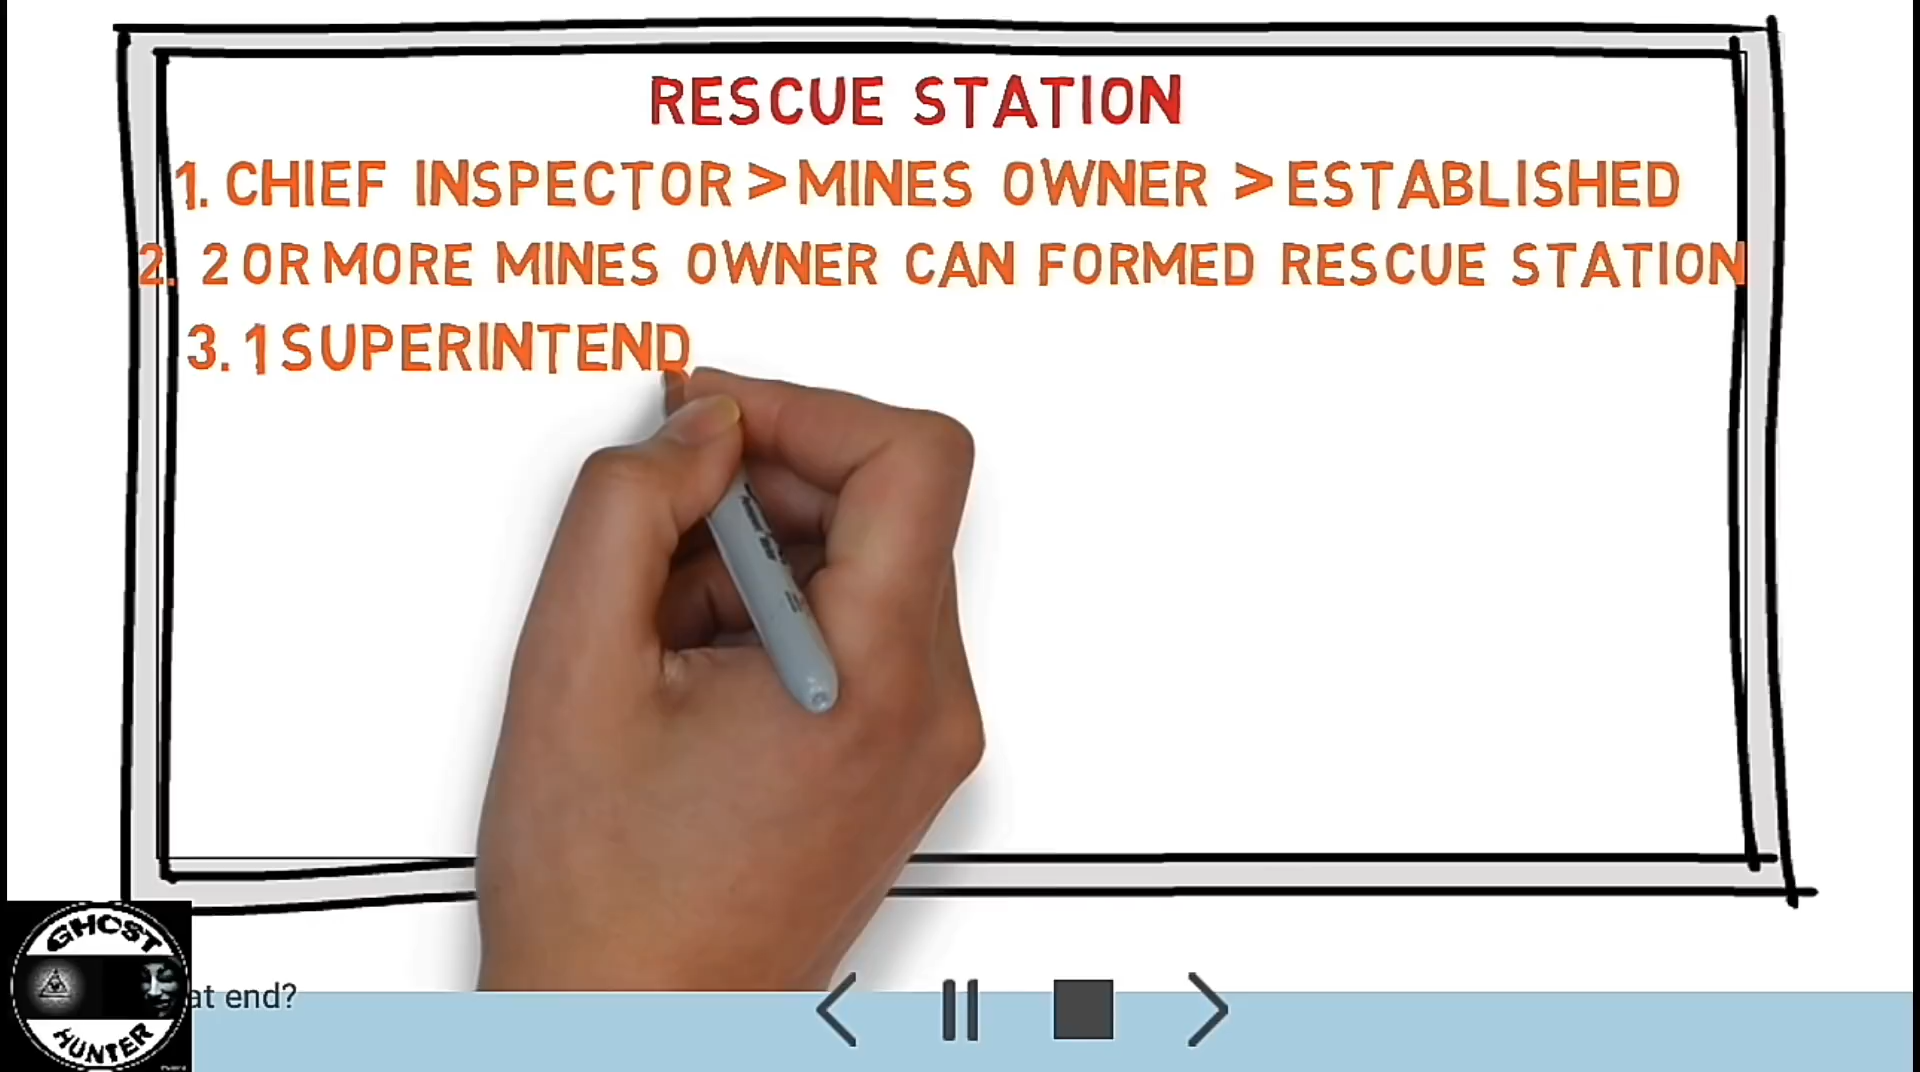 RESCUE STATION
1. CHIEF INSPECTOR > MINES OWNER > ESTABLISHED
2. 2 OR MORE MINES OWNER CAN FORMED RESCUE STATION
3. 1 SUPERINTEND
GHOST
HUNTER
at end?